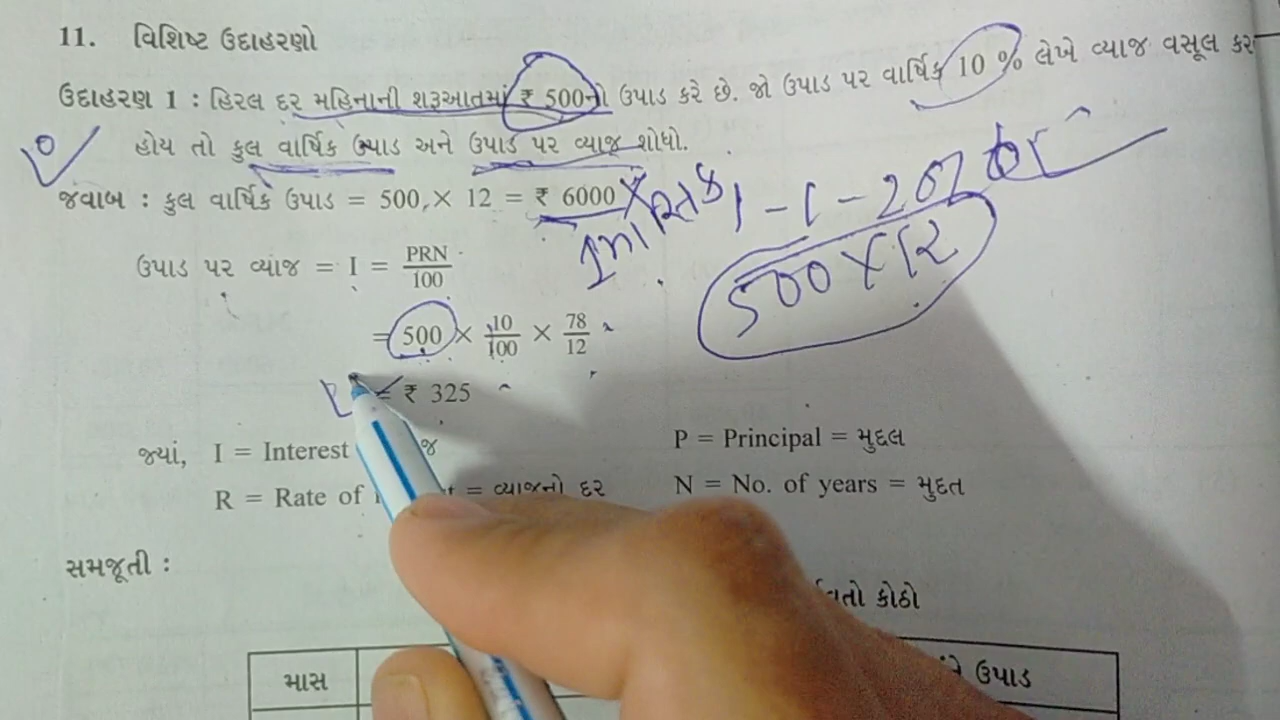 11. વિશિષ્ટ ઉદાહરણો
ઉદાહરણ 1 : હિરલ દર મહિનાની શરૂઆતમાં ₹ 500નો ઉપાડ કરે છે. જો ઉપાડ પર વાર્ષિક 10 % લેખે વ્યાજ વસૂલ કર
હોય તો કુલ વાર્ષિક ઉપાડ અને ઉપાડ પર વ્યાજ શોધો.
જવાબ : કુલ વાર્ષિક ઉપાડ = 500 × 12 = ₹ 6000
1-1-20
500 × 12
ઉપાડ પર વ્યાજ = I = PRN/100
= 500 × 10/100 × 78/12
= ₹ 325
જ્યાં, I = Interest જ P = Principal = મુદ્દલ
R = Rate of = વ્યાજનો દર N = No. of years = મુદ્દત
સમજૂતી :
કોઠો
માસ ઉપાડ